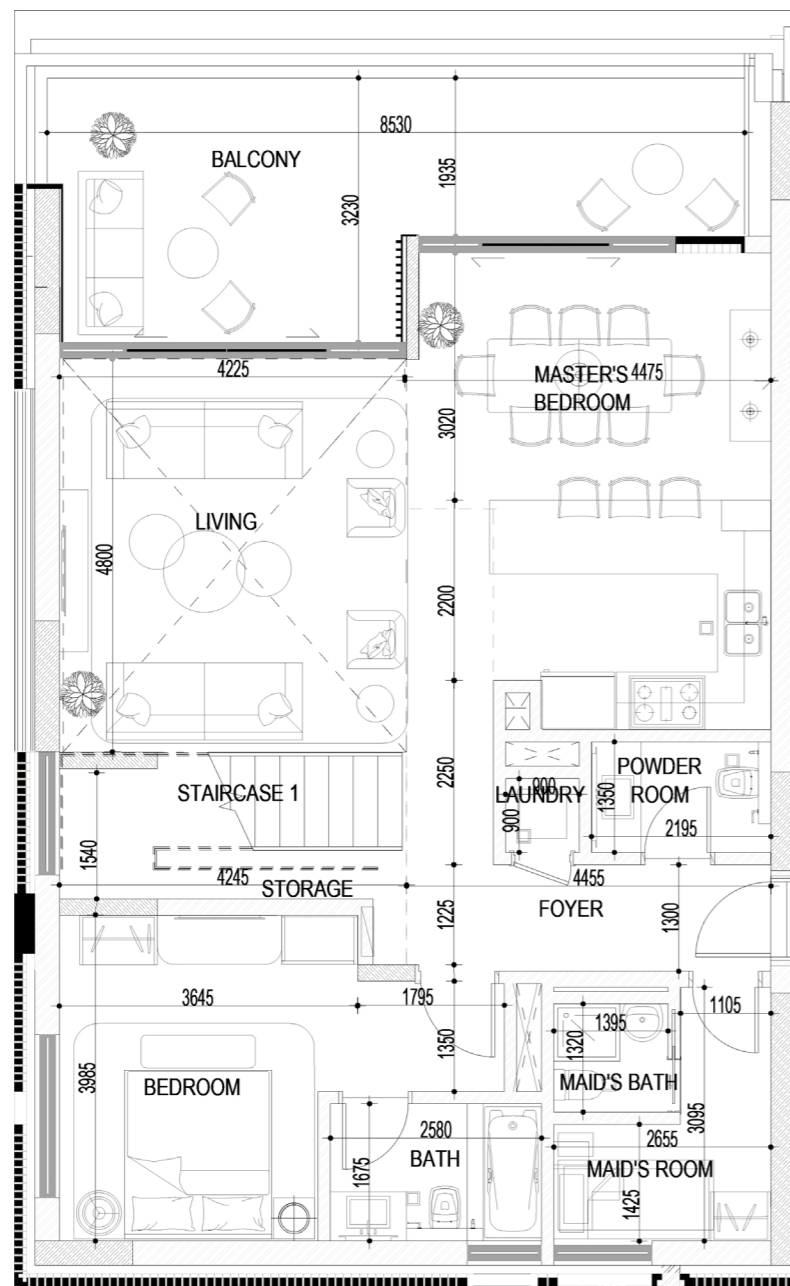 8530
BALCONY
1935
3230
4225
MASTER'S 4475
BEDROOM
3020
LIVING
4800
2200
2250
STAIRCASE 1
900
LAUNDRY
POWDER
ROOM
1350
900
2195
1540
4245
STORAGE
4455
FOYER
1225
1300
3645
1795
1395
1105
1320
1350
3985
BEDROOM
MAID'S BATH
3095
2580
BATH
2655
MAID'S ROOM
1675
1425